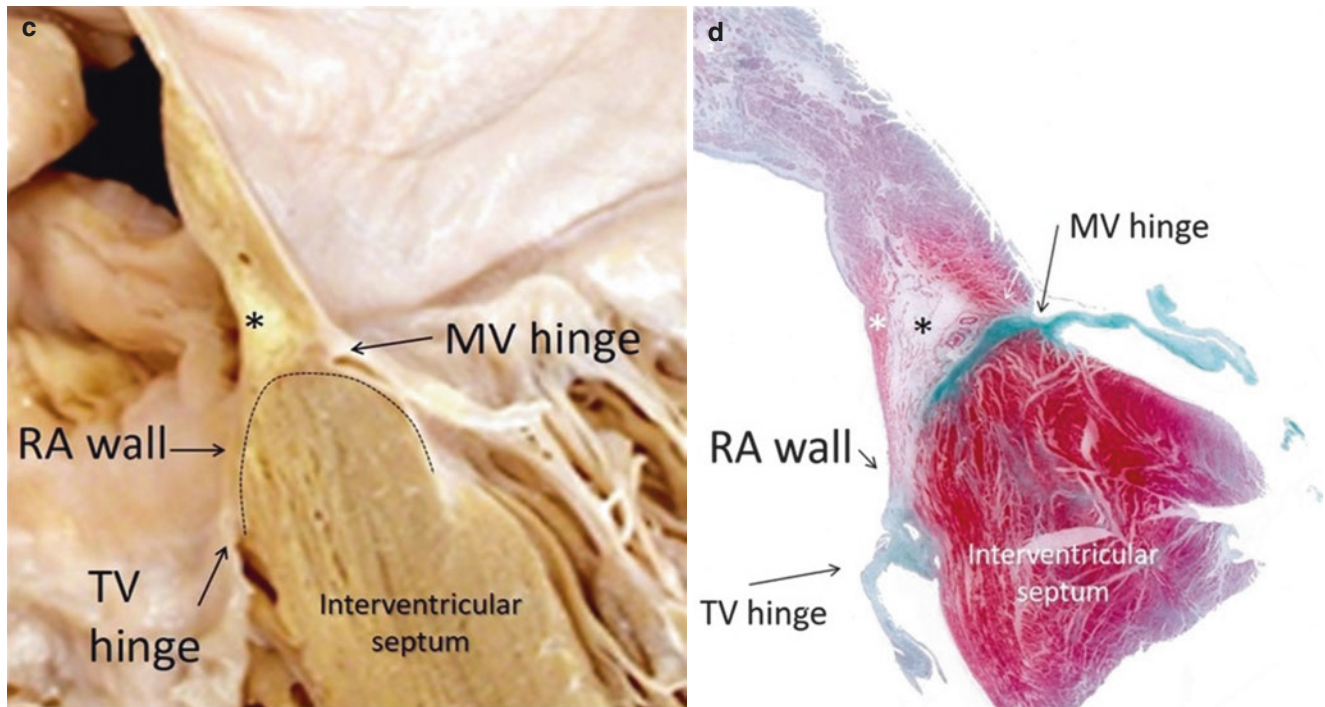 c
*
MV hinge
RA wall
TV
hinge
Interventricular
septum
d
MV hinge
* *
RA wall
TV hinge
Interventricular
septum